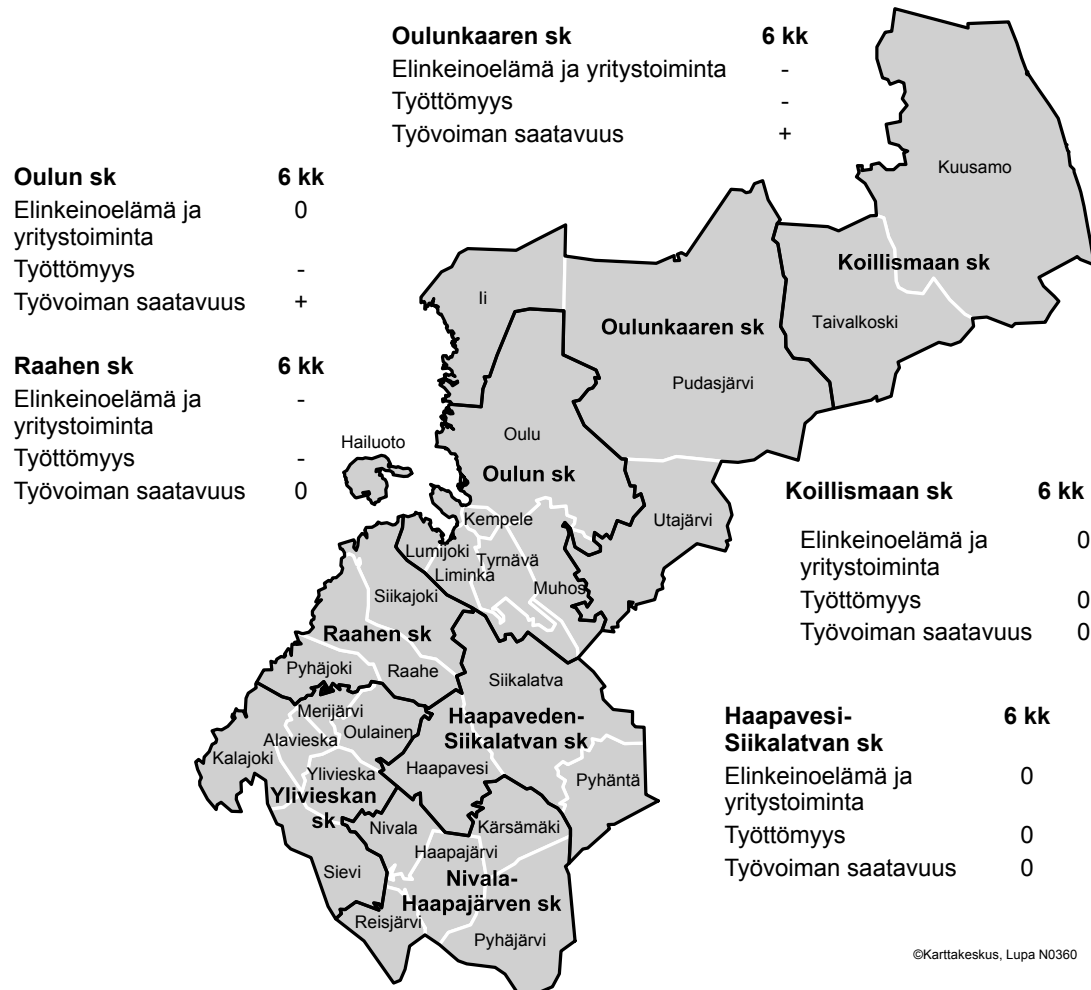 Oulunkaaren sk 6 kk
Elinkeinoelämä ja yritystoiminta -
Työttömyys -
Työvoiman saatavuus +
Oulun sk 6 kk
Elinkeinoelämä ja 0
yritystoiminta
Työttömyys -
Työvoiman saatavuus +
Raahen sk 6 kk
Elinkeinoelämä ja -
yritystoiminta
Työttömyys -
Työvoiman saatavuus 0
Kuusamo
Koillismaan sk
Taivalkoski
Ii
Oulunkaaren sk
Pudasjärvi
Hailuoto
Oulu
Oulun sk
Kempele
Utajärvi
Lumijoki
Tyrnävä
Liminka
Muhos
Siikajoki
Raahen sk
Pyhäjoki
Raahe
Siikalatva
Merijärvi
Oulainen
Haapaveden-
Siikalatvan sk
Alavieska
Kalajoki
Ylivieska
Haapavesi
Pyhäntä
Ylivieskan
sk
Nivala
Kärsämäki
Haapajärvi
Sievi
Nivala-
Haapajärven sk
Reisjärvi
Pyhäjärvi
Koillismaan sk 6 kk
Elinkeinoelämä ja 0
yritystoiminta
Työttömyys 0
Työvoiman saatavuus 0
Haapavesi- 6 kk
Siikalatvan sk
Elinkeinoelämä ja 0
yritystoiminta
Työttömyys 0
Työvoiman saatavuus 0
©Karttakeskus, Lupa N0360